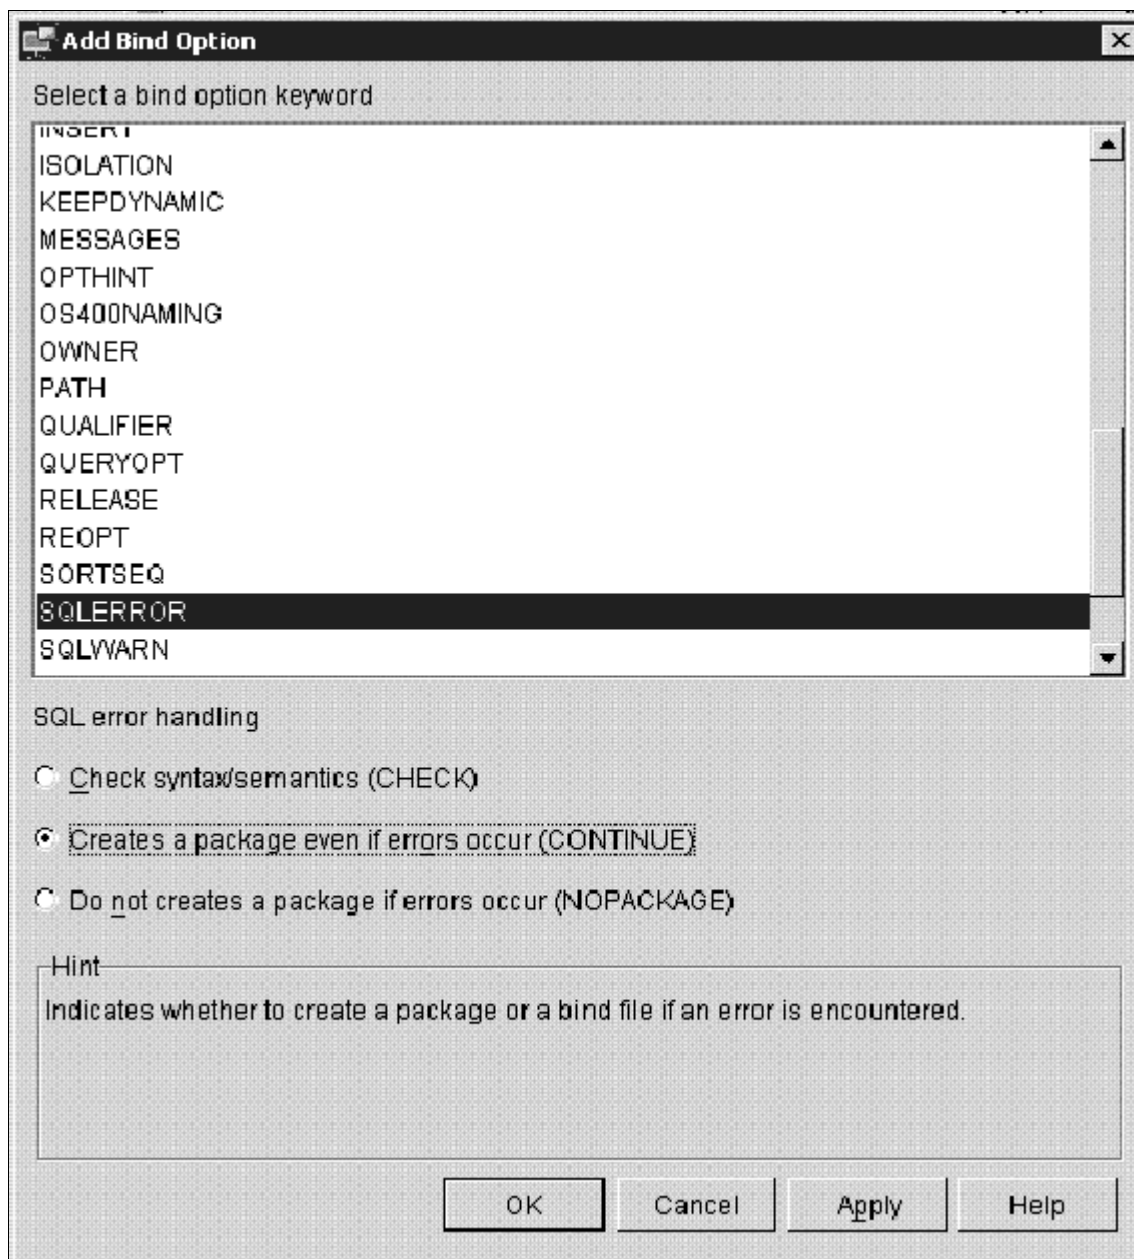 Add Bind Option
Select a bind option keyword
INSERT
ISOLATION
KEEPDYNAMIC
MESSAGES
OPTHINT
OS400NAMING
OWNER
PATH
QUALIFIER
QUERYOPT
RELEASE
REOPT
SORTSEQ
SQLERROR
SQLWARN
SQL error handling
Check syntax/semantics (CHECK)
Creates a package even if errors occur (CONTINUE)
Do not creates a package if errors occur (NOPACKAGE)
Hint
Indicates whether to create a package or a bind file if an error is encountered.
OK Cancel Apply Help